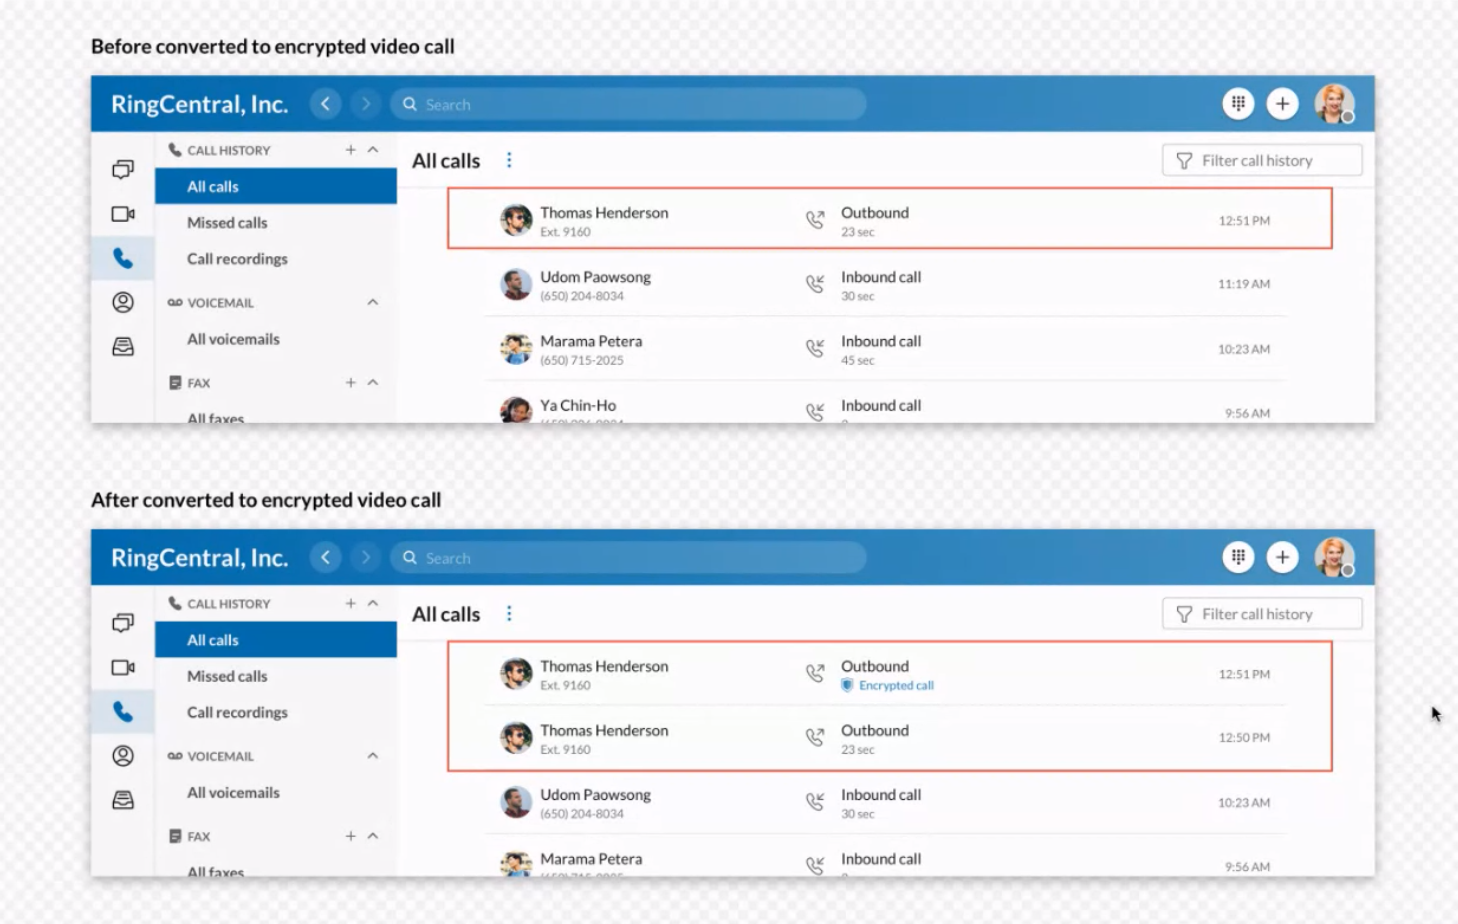 Before converted to encrypted video call
RingCentral, Inc.
Search
CALL HISTORY
All calls
Missed calls
Call recordings
VOICEMAIL
All voicemails
FAX
All faxes
All calls
Filter call history
Thomas Henderson
Ext. 9160
Outbound
23 sec
12:51 PM
Udom Paowsong
(650) 204-8034
Inbound call
30 sec
11:19 AM
Marama Petera
(650) 715-2025
Inbound call
45 sec
10:23 AM
Ya Chin-Ho
Inbound call
9:56 AM
After converted to encrypted video call
RingCentral, Inc.
Search
CALL HISTORY
All calls
Missed calls
Call recordings
VOICEMAIL
All voicemails
FAX
All faxes
All calls
Filter call history
Thomas Henderson
Ext. 9160
Outbound
Encrypted call
12:51 PM
Thomas Henderson
Ext. 9160
Outbound
23 sec
12:50 PM
Udom Paowsong
(650) 204-8034
Inbound call
30 sec
10:23 AM
Marama Petera
Inbound call
9:56 AM